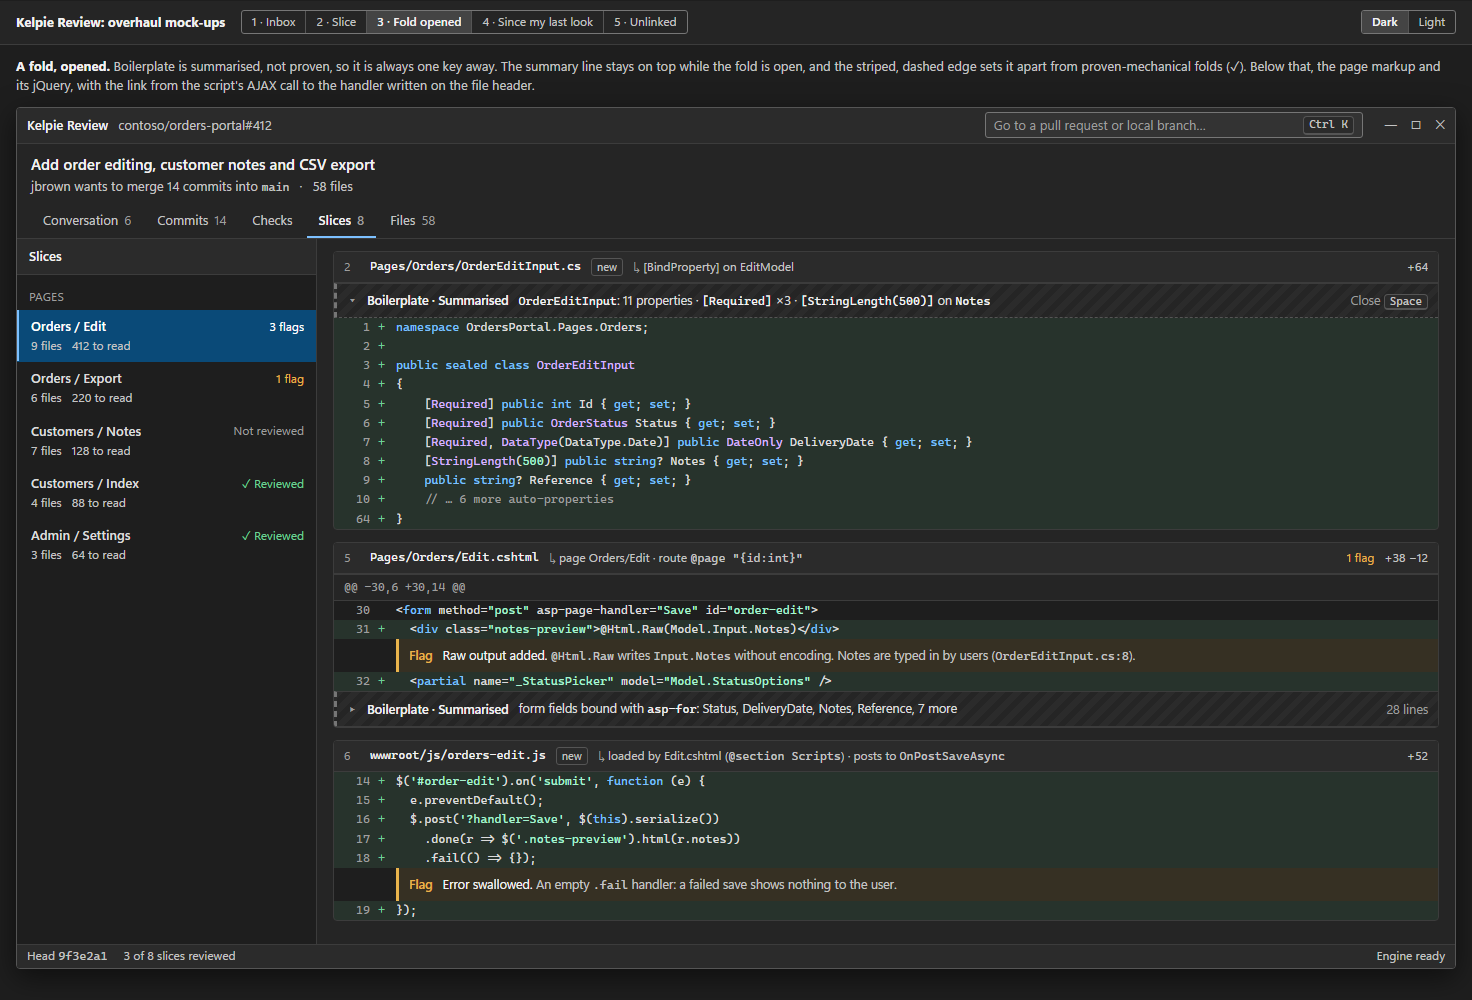 Kelpie Review: overhaul mock-ups
1 · Inbox
2 · Slice
3 · Fold opened
4 · Since my last look
5 · Unlinked
Dark
Light
A fold, opened. Boilerplate is summarised, not proven, so it is always one key away. The summary line stays on top while the fold is open, and the striped, dashed edge sets it apart from proven-mechanical folds (✓). Below that, the page markup and
its jQuery, with the link from the script's AJAX call to the handler written on the file header.
Kelpie Review contoso/orders-portal#412
Go to a pull request or local branch... Ctrl K
Add order editing, customer notes and CSV export
jbrown wants to merge 14 commits into main · 58 files
Conversation 6
Commits 14
Checks
Slices 8
Files 58
Slices
PAGES
Orders / Edit 3 flags
9 files 412 to read
Orders / Export 1 flag
6 files 220 to read
Customers / Notes Not reviewed
7 files 128 to read
Customers / Index ✓ Reviewed
4 files 88 to read
Admin / Settings ✓ Reviewed
3 files 64 to read
2 Pages/Orders/OrderEditInput.cs new ↳ [BindProperty] on EditModel +64
▾ Boilerplate · Summarised OrderEditInput: 11 properties · [Required] ×3 · [StringLength(500)] on Notes Close Space
1 + namespace OrdersPortal.Pages.Orders;
2 +
3 + public sealed class OrderEditInput
4 + {
5 + [Required] public int Id { get; set; }
6 + [Required] public OrderStatus Status { get; set; }
7 + [Required, DataType(DataType.Date)] public DateOnly DeliveryDate { get; set; }
8 + [StringLength(500)] public string? Notes { get; set; }
9 + public string? Reference { get; set; }
10 + // … 6 more auto-properties
64 + }
5 Pages/Orders/Edit.cshtml ↳ page Orders/Edit · route @page "{id:int}" 1 flag +38 −12
@@ −30,6 +30,14 @@
30 <form method="post" asp-page-handler="Save" id="order-edit">
31 + <div class="notes-preview">@Html.Raw(Model.Input.Notes)</div>
Flag Raw output added. @Html.Raw writes Input.Notes without encoding. Notes are typed in by users (OrderEditInput.cs:8).
32 + <partial name="_StatusPicker" model="Model.StatusOptions" />
▸ Boilerplate · Summarised form fields bound with asp-for: Status, DeliveryDate, Notes, Reference, 7 more 28 lines
6 wwwroot/js/orders-edit.js new ↳ loaded by Edit.cshtml (@section Scripts) · posts to OnPostSaveAsync +52
14 + $('#order-edit').on('submit', function (e) {
15 + e.preventDefault();
16 + $.post('?handler=Save', $(this).serialize())
17 + .done(r => $('.notes-preview').html(r.notes))
18 + .fail(() => {});
Flag Error swallowed. An empty .fail handler: a failed save shows nothing to the user.
19 + });
Head 9f3e2a1 3 of 8 slices reviewed
Engine ready